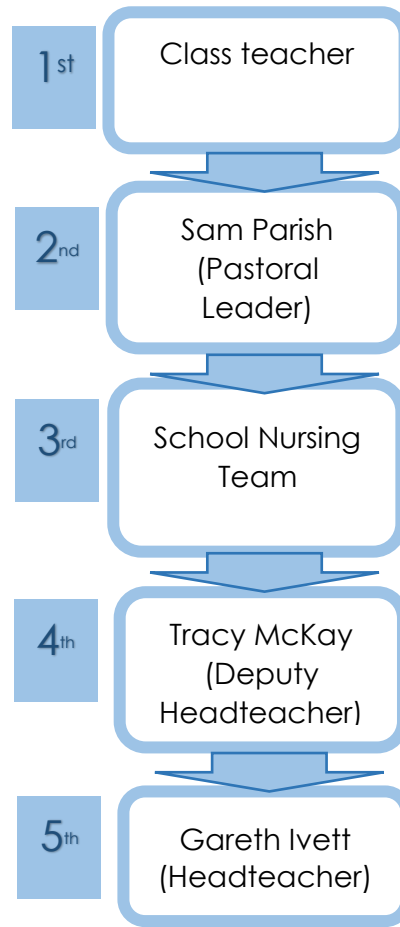 1st
Class teacher
2nd
Sam Parish
(Pastoral
Leader)
3rd
School Nursing
Team
4th
Tracy McKay
(Deputy
Headteacher)
5th
Gareth Ivett
(Headteacher)